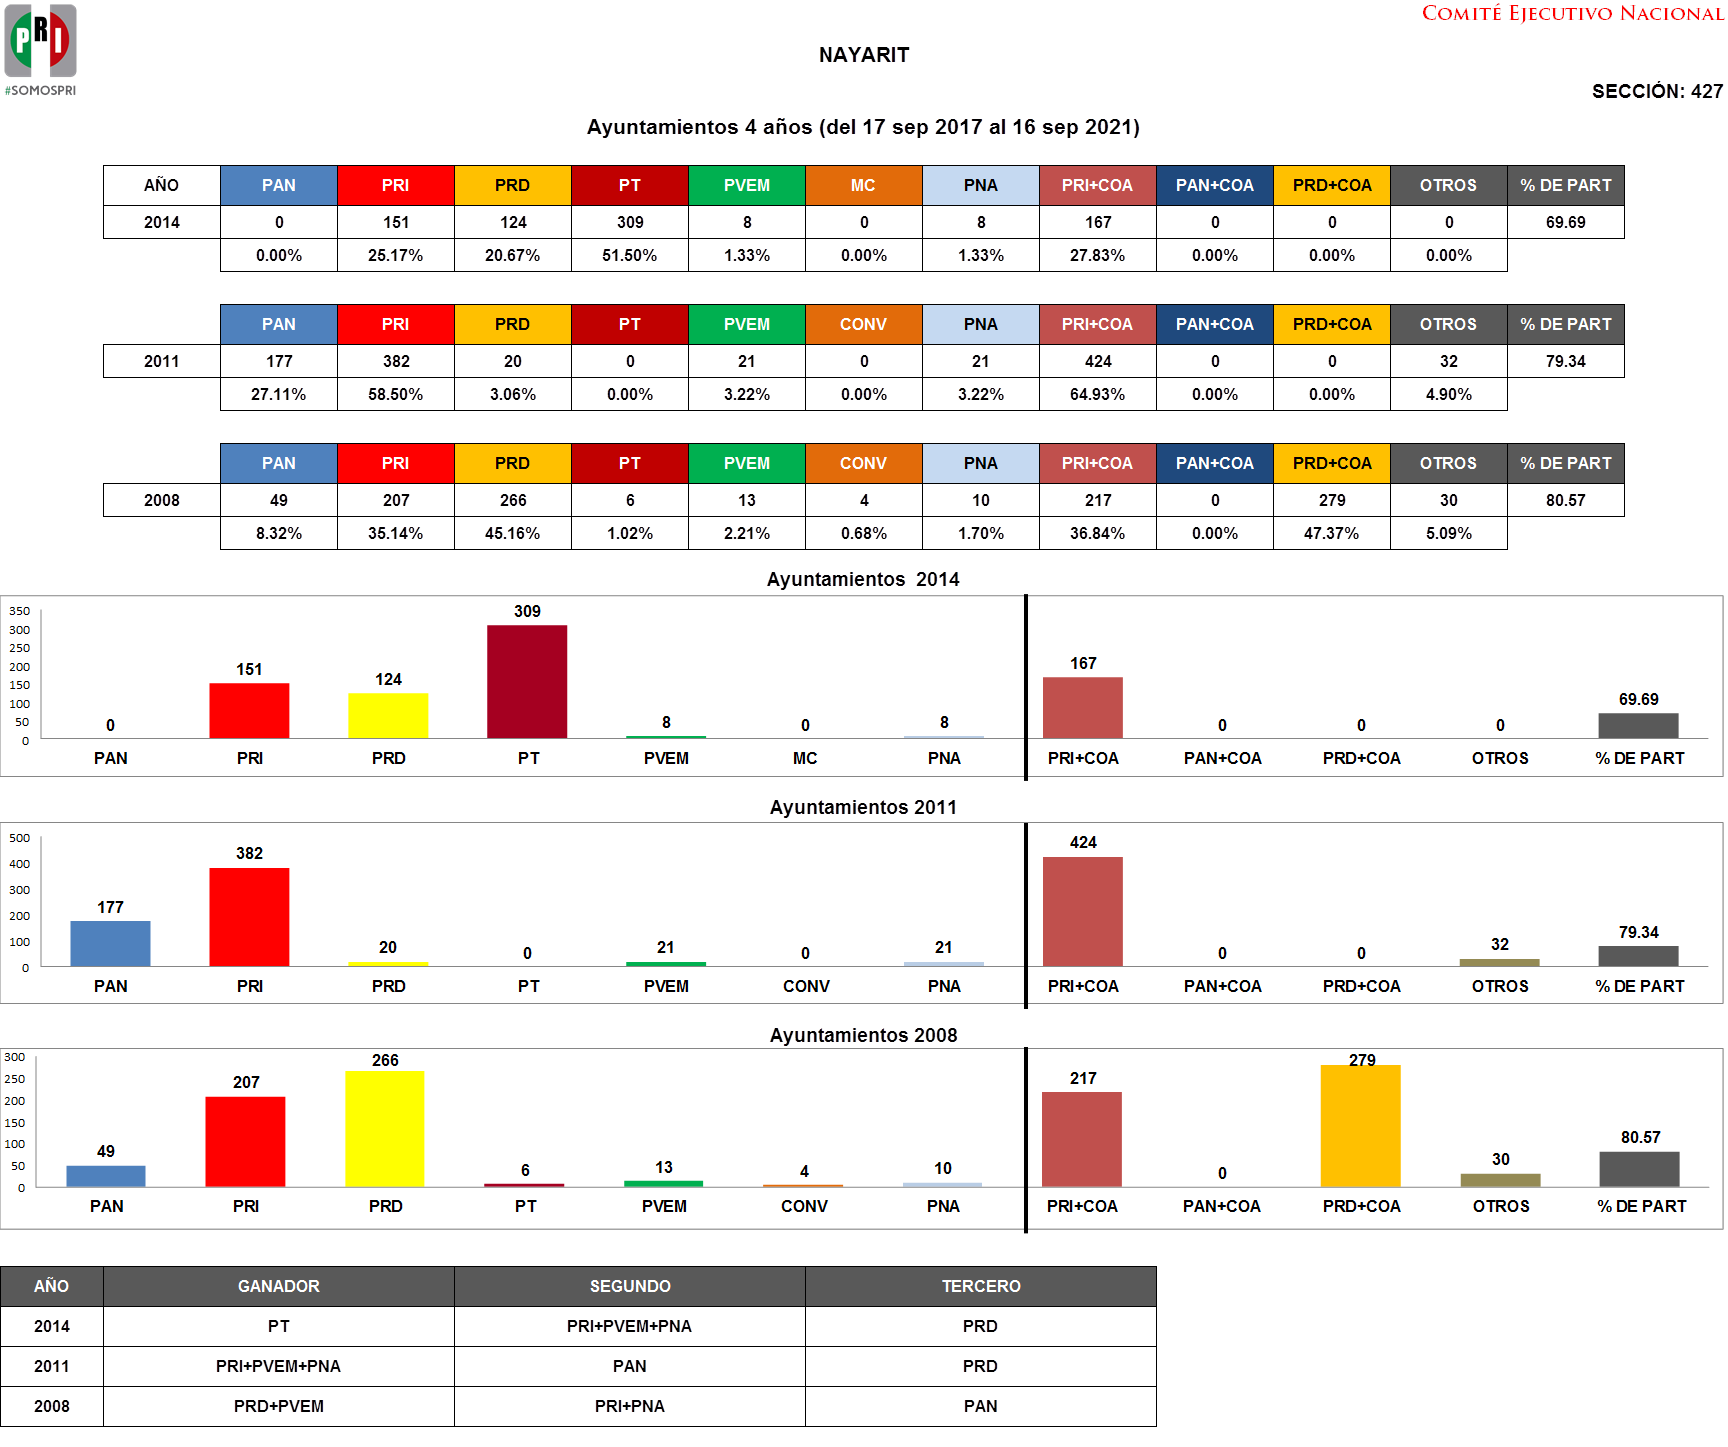 COMITÉ EJECUTIVO NACIONAL
PRI
#SOMOSPRI
NAYARIT
SECCIÓN: 427
Ayuntamientos 4 años (del 17 sep 2017 al 16 sep 2021)
AÑO PAN PRI PRD PT PVEM MC PNA PRI+COA PAN+COA PRD+COA OTROS % DE PART
2014 0 151 124 309 8 0 8 167 0 0 0 69.69
0.00% 25.17% 20.67% 51.50% 1.33% 0.00% 1.33% 27.83% 0.00% 0.00% 0.00%
PAN PRI PRD PT PVEM CONV PNA PRI+COA PAN+COA PRD+COA OTROS % DE PART
2011 177 382 20 0 21 0 21 424 0 0 32 79.34
27.11% 58.50% 3.06% 0.00% 3.22% 0.00% 3.22% 64.93% 0.00% 0.00% 4.90%
PAN PRI PRD PT PVEM CONV PNA PRI+COA PAN+COA PRD+COA OTROS % DE PART
2008 49 207 266 6 13 4 10 217 0 279 30 80.57
8.32% 35.14% 45.16% 1.02% 2.21% 0.68% 1.70% 36.84% 0.00% 47.37% 5.09%
Ayuntamientos 2014
350
300
250
200
150
100
50
0
0 151 124 309 8 0 8 167 0 0 0 69.69
PAN PRI PRD PT PVEM MC PNA PRI+COA PAN+COA PRD+COA OTROS % DE PART
Ayuntamientos 2011
500
400
300
200
100
0
177 382 20 0 21 0 21 424 0 0 32 79.34
PAN PRI PRD PT PVEM CONV PNA PRI+COA PAN+COA PRD+COA OTROS % DE PART
Ayuntamientos 2008
300
250
200
150
100
50
0
49 207 266 6 13 4 10 217 0 279 30 80.57
PAN PRI PRD PT PVEM CONV PNA PRI+COA PAN+COA PRD+COA OTROS % DE PART
AÑO GANADOR SEGUNDO TERCERO
2014 PT PRI+PVEM+PNA PRD
2011 PRI+PVEM+PNA PAN PRD
2008 PRD+PVEM PRI+PNA PAN